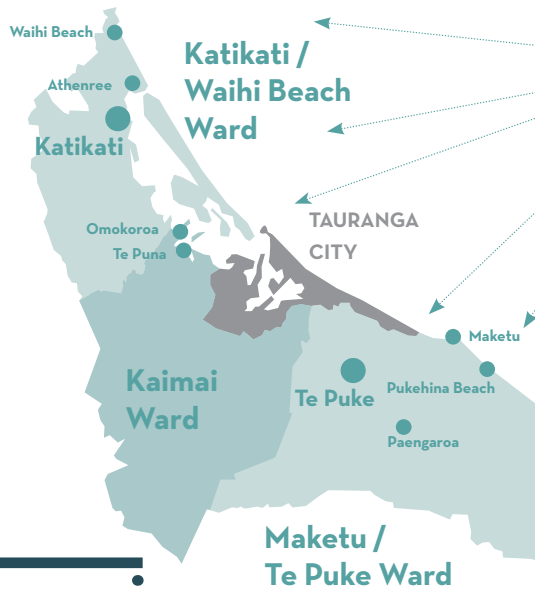 Waihi Beach
Katikati /
Waihi Beach
Ward
Athenree
Katikati
Omokoroa
Te Puna
TAURANGA
CITY
Maketu
Kaimai
Ward
Te Puke
Pukehina Beach
Paengaroa
Maketu /
Te Puke Ward